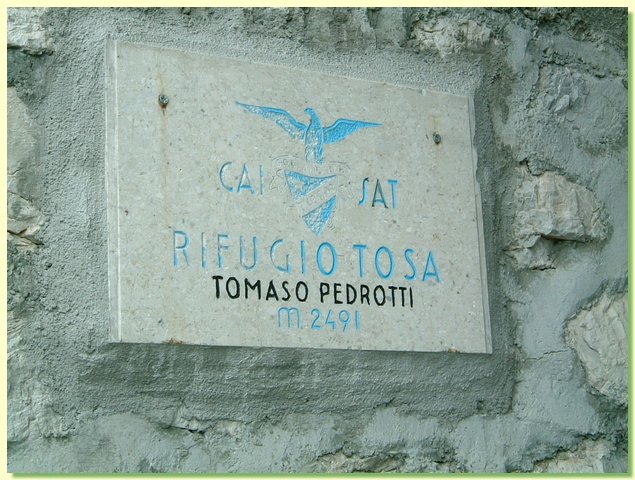 CAI SAT
RIFUGIO TOSA
TOMASO PEDROTTI
m. 2491